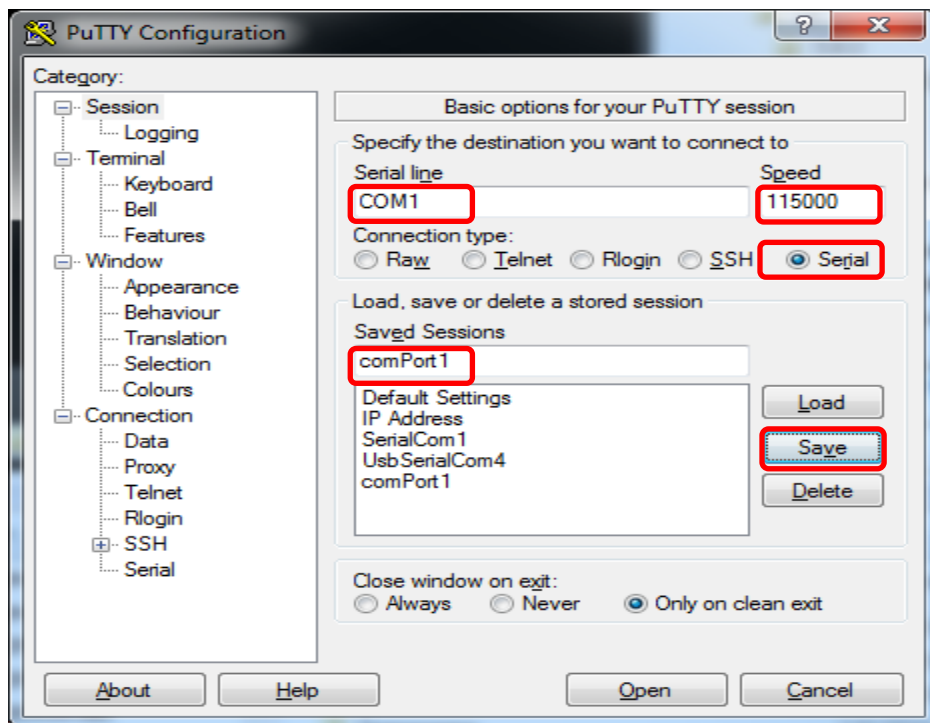 PuTTY Configuration
Category:
Session
Logging
Terminal
Keyboard
Bell
Features
Window
Appearance
Behaviour
Translation
Selection
Colours
Connection
Data
Proxy
Telnet
Rlogin
SSH
Serial
Basic options for your PuTTY session
Specify the destination you want to connect to
Serial line Speed
COM1 115000
Connection type:
Raw Telnet Rlogin SSH Serial
Load, save or delete a stored session
Saved Sessions
comPort1
Default Settings
IP Address
SerialCom1
UsbSerialCom4
comPort1
Load
Save
Delete
Close window on exit:
Always Never Only on clean exit
About Help Open Cancel